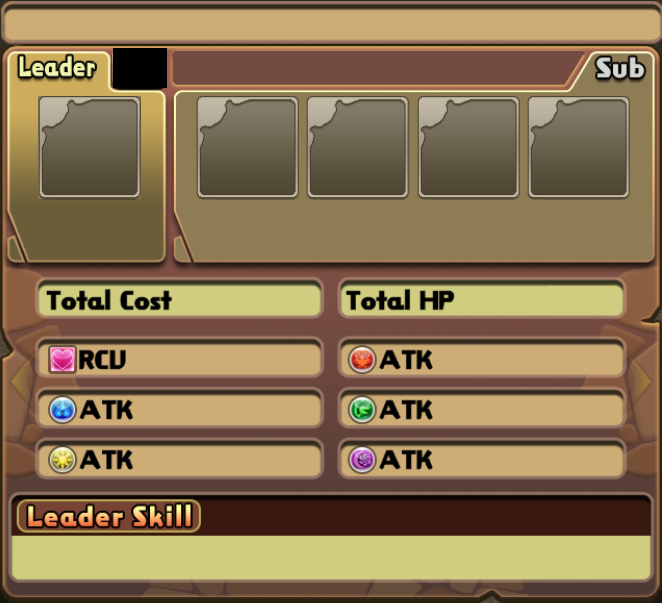 Leader
Sub
Total Cost
Total HP
RCV
ATK
ATK
ATK
ATK
ATK
Leader Skill